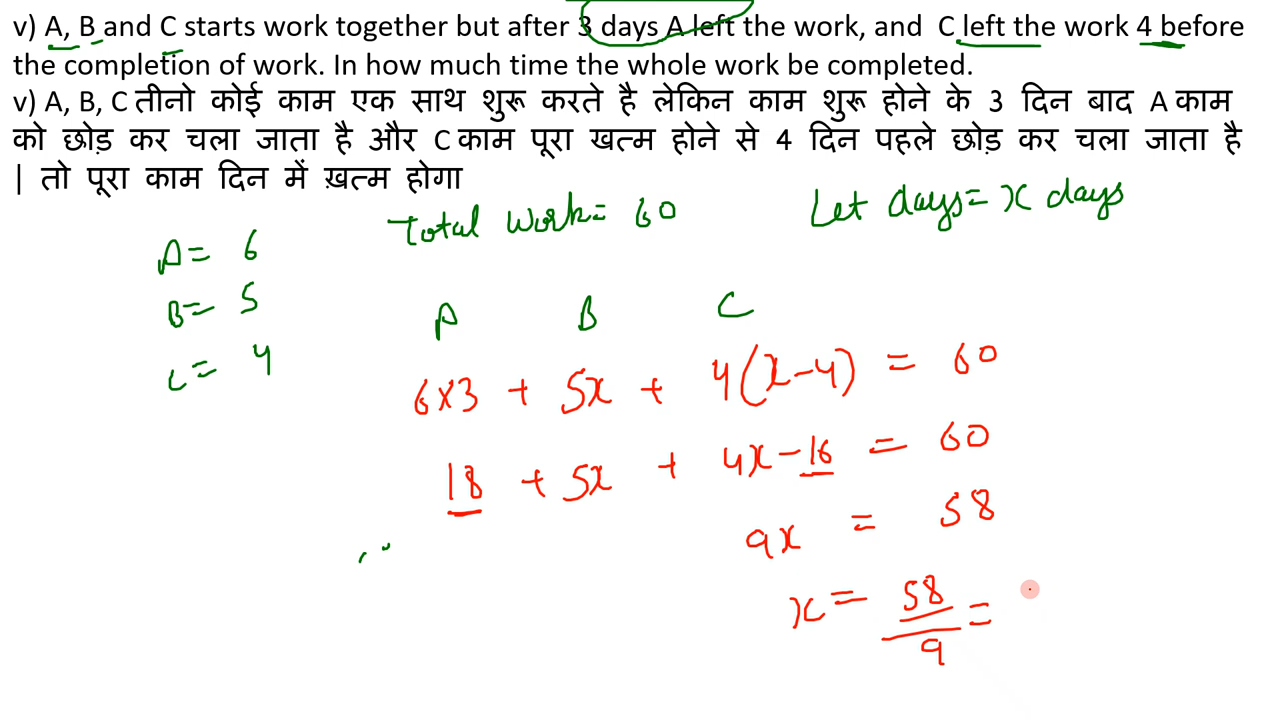 v) A, B and C starts work together but after 3 days A left the work, and C left the work 4 before
the completion of work. In how much time the whole work be completed.
v) A, B, C तीनो कोई काम एक साथ शुरू करते है लेकिन काम शुरू होने के 3 दिन बाद A काम
को छोड़ कर चला जाता है और C काम पूरा खत्म होने से 4 दिन पहले छोड़ कर चला जाता है
| तो पूरा काम दिन में ख़त्म होगा
Total work = 60 Let days = x days
A = 6
B = 5
C = 4
A B C
6×3 + 5x + 4(x-4) = 60
18 + 5x + 4x - 16 = 60
9x = 58
x = 58/9 =